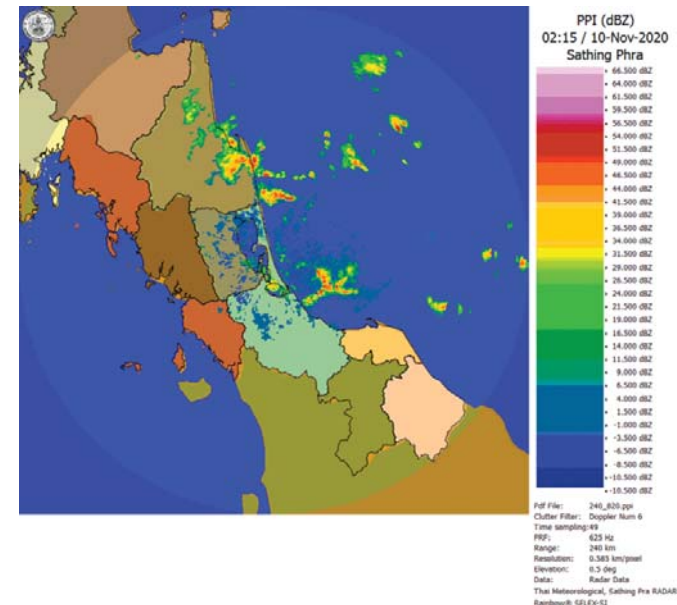 PPI (dBZ)
02:15 / 10-Nov-2020
Sathing Phra
66.500 dBZ
64.000 dBZ
61.500 dBZ
59.500 dBZ
56.500 dBZ
54.000 dBZ
51.500 dBZ
49.000 dBZ
46.500 dBZ
44.000 dBZ
41.500 dBZ
39.000 dBZ
36.500 dBZ
34.000 dBZ
31.500 dBZ
29.000 dBZ
26.500 dBZ
24.000 dBZ
21.500 dBZ
19.000 dBZ
16.500 dBZ
14.000 dBZ
11.500 dBZ
9.000 dBZ
6.500 dBZ
4.000 dBZ
1.500 dBZ
-1.000 dBZ
-3.500 dBZ
-6.500 dBZ
-8.500 dBZ
-10.500 dBZ
-10.500 dBZ
Pdf File: 240_820.ppi
Clutter Filter: Doppler Num 6
Time sampling:49
PRF: 625 Hz
Range: 240 km
Resolution: 0.585 km/pixel
Elevation: 0.5 deg
Data: Radar Data
Thai Meteorological, Sathing Pra RADAR
Rainbow® SELEX-SI